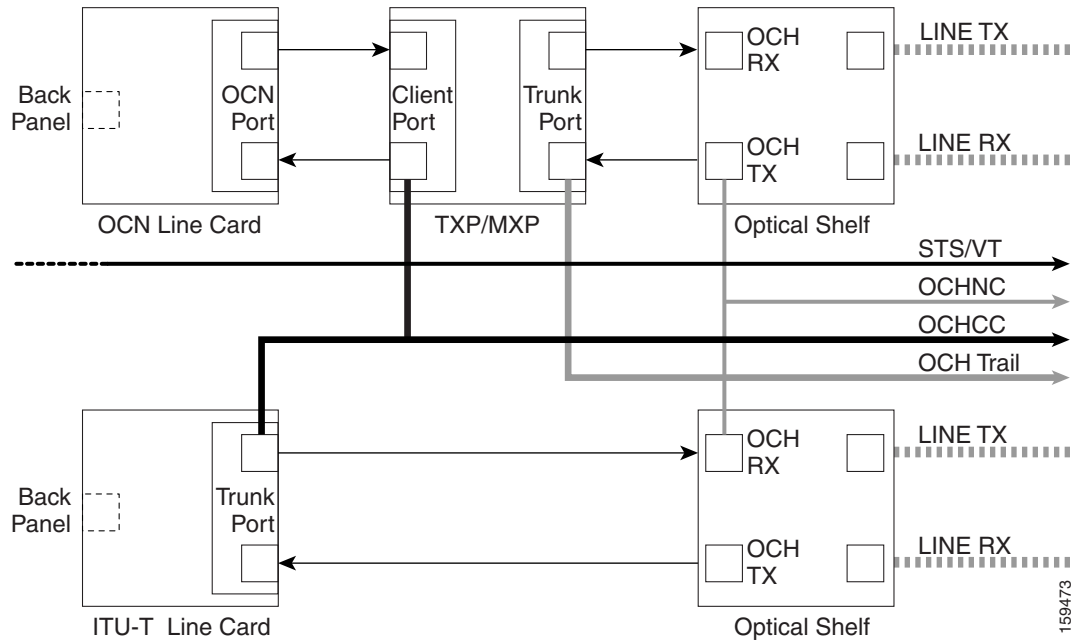 LINE TX
OCH
RX
Back
Panel
OCN
Port
Client
Port
Trunk
Port
LINE RX
OCH
TX
OCN Line Card
TXP/MXP
Optical Shelf
STS/VT
OCHNC
OCHCC
OCH Trail
LINE TX
OCH
RX
Back
Panel
Trunk
Port
LINE RX
OCH
TX
ITU-T Line Card
Optical Shelf
159473